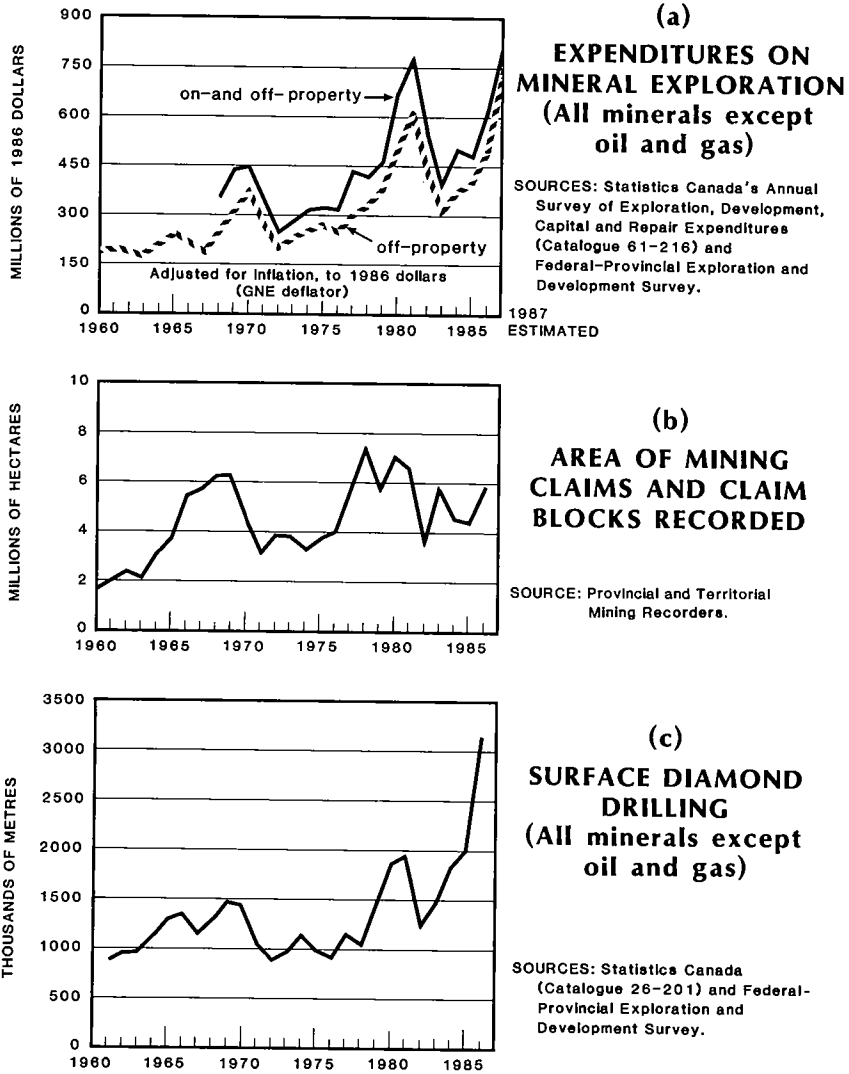 (a)
EXPENDITURES ON
MINERAL EXPLORATION
(All minerals except
oil and gas)
SOURCES: Statistics Canada's Annual
Survey of Exploration, Development,
Capital and Repair Expenditures
(Catalogue 61-216) and
Federal-Provincial Exploration and
Development Survey.
MILLIONS OF 1986 DOLLARS
900
750
600
450
300
150
0
on-and off-property
off-property
Adjusted for inflation, to 1986 dollars
(GNE deflator)
1960 1965 1970 1975 1980 1985
1987
ESTIMATED
(b)
AREA OF MINING
CLAIMS AND CLAIM
BLOCKS RECORDED
SOURCE: Provincial and Territorial
Mining Recorders.
MILLIONS OF HECTARES
10
8
6
4
2
0
1960 1965 1970 1975 1980 1985
(c)
SURFACE DIAMOND
DRILLING
(All minerals except
oil and gas)
SOURCES: Statistics Canada
(Catalogue 26-201) and Federal-
Provincial Exploration and
Development Survey.
THOUSANDS OF METRES
3500
3000
2500
2000
1500
1000
500
0
1960 1965 1970 1975 1980 1985